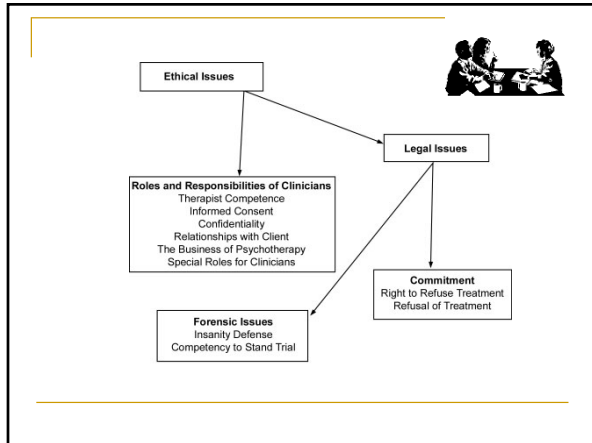 Ethical Issues
Legal Issues
Roles and Responsibilities of Clinicians
Therapist Competence
Informed Consent
Confidentiality
Relationships with Client
The Business of Psychotherapy
Special Roles for Clinicians
Commitment
Right to Refuse Treatment
Refusal of Treatment
Forensic Issues
Insanity Defense
Competency to Stand Trial